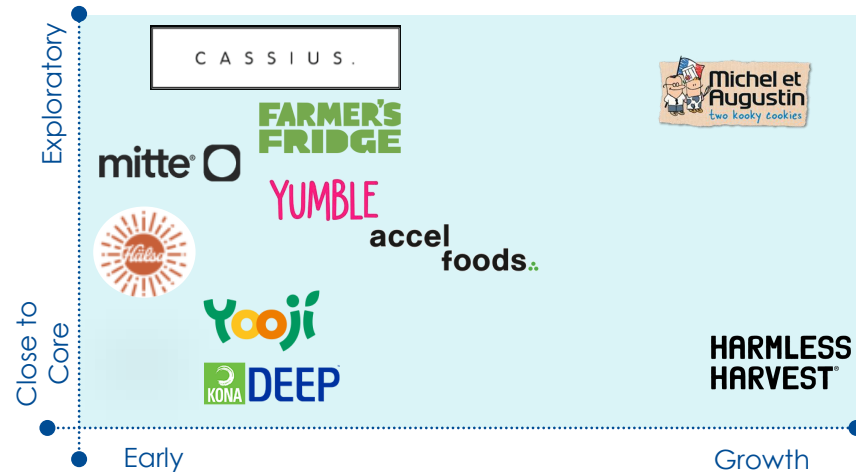 Exploratory
CASSIUS.
Michel et
Augustin
two kooky cookies
FARMER'S
FRIDGE
mitte®
YUMBLE
accel
foods
Hälsa
Yooji
Close to
Core
KONA DEEP
HARMLESS
HARVEST®
Early
Growth